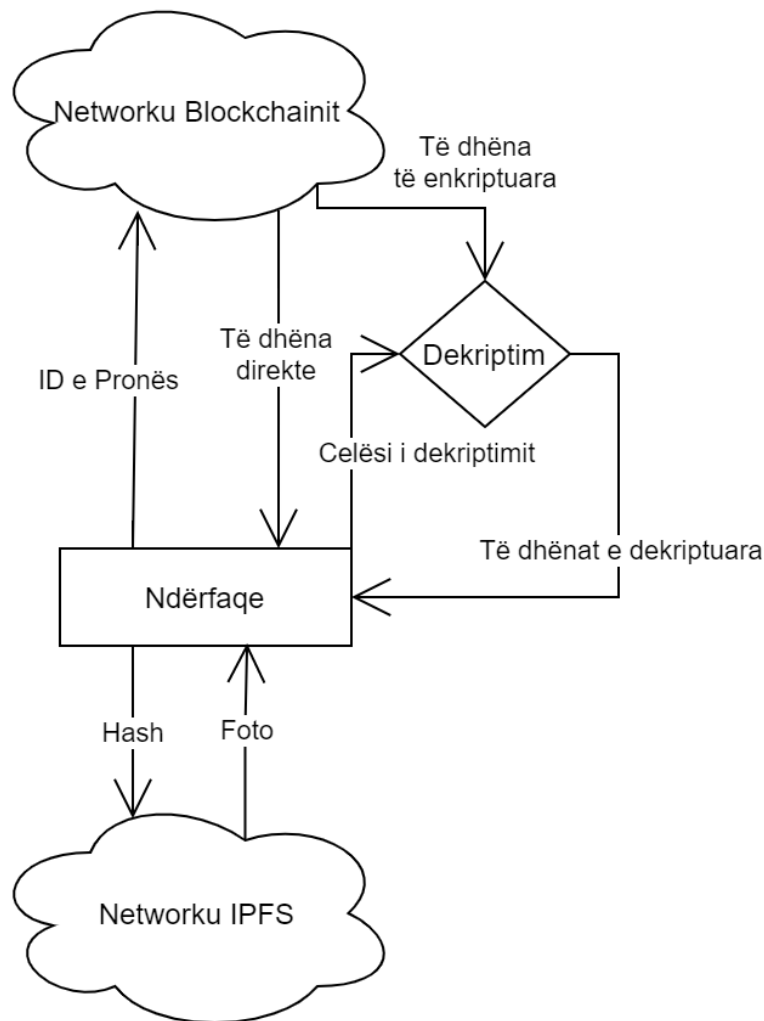 Networku Blockchainit
Të dhëna
të enkriptuara
Të dhëna
direkte
Dekriptim
ID e Pronës
Celësi i dekriptimit
Të dhënat e dekriptuara
Ndërfaqe
Hash
Foto
Networku IPFS